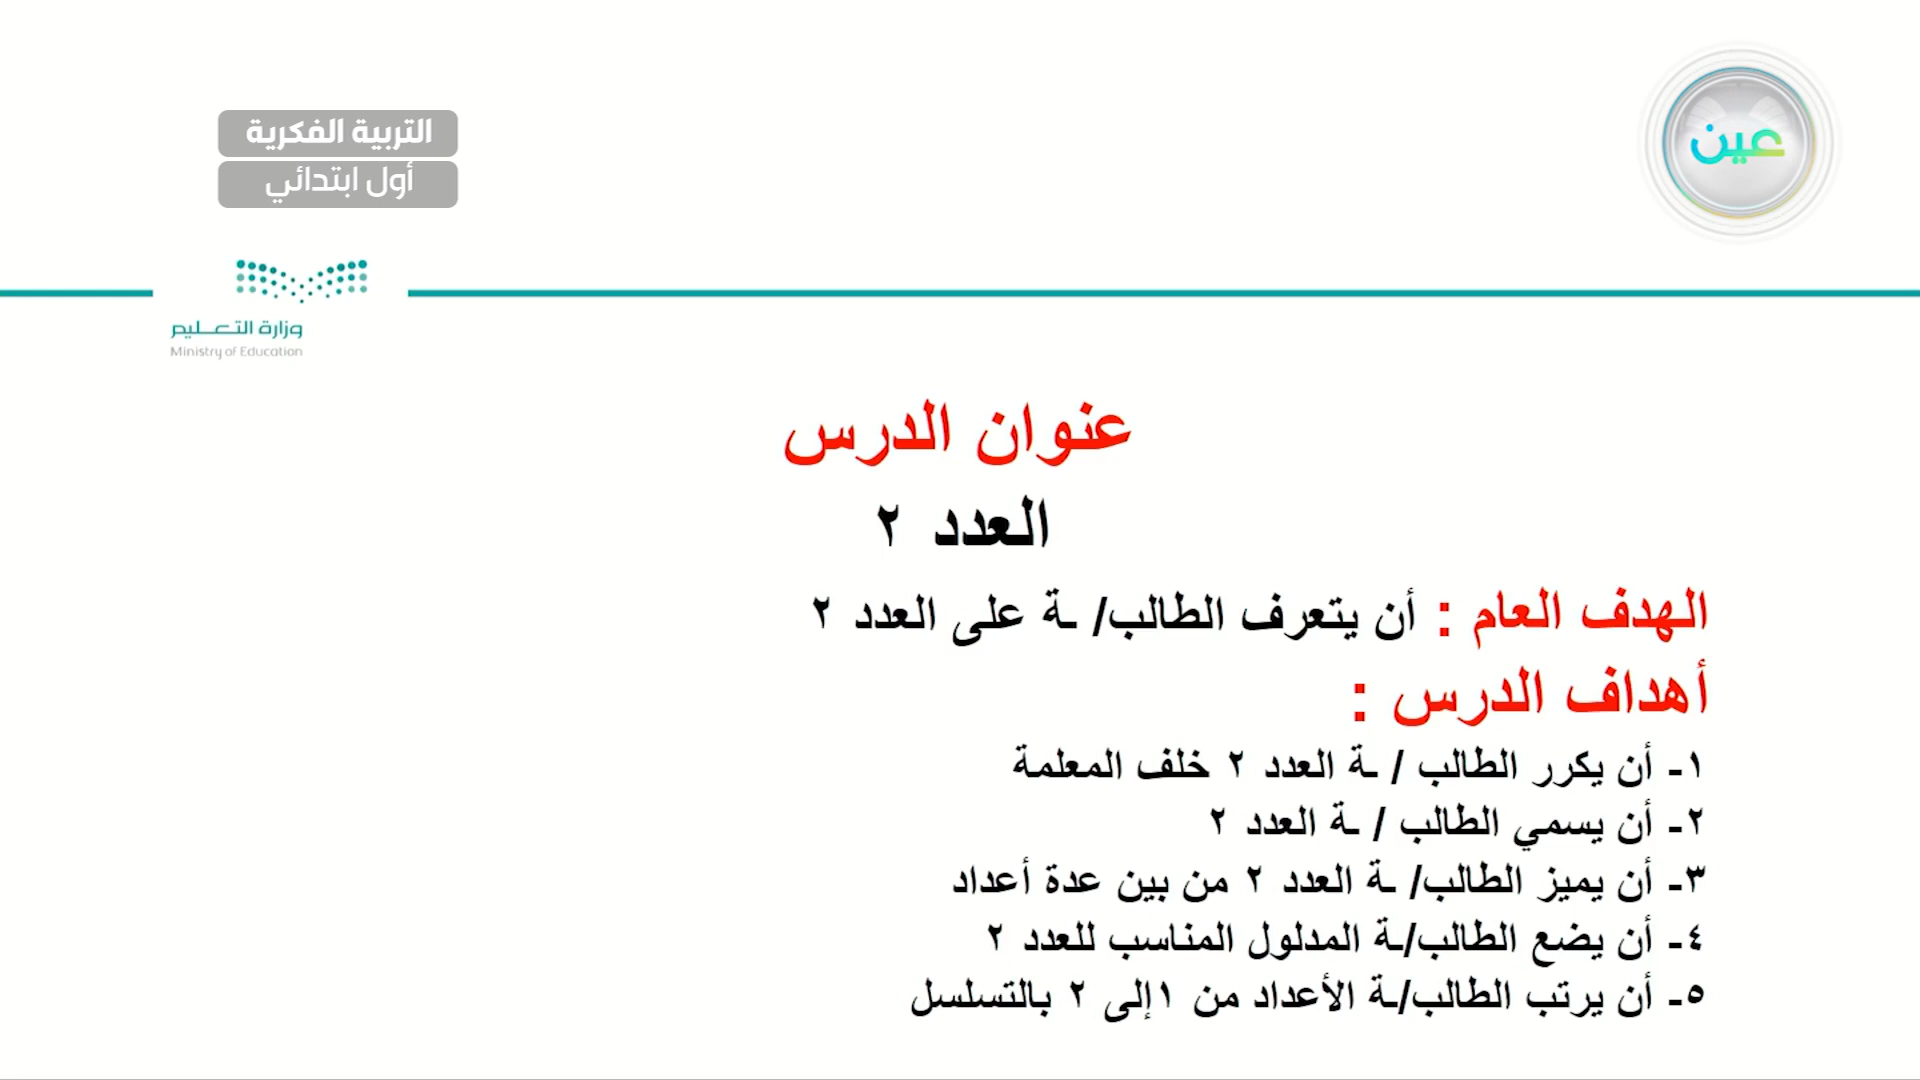 عين
التربية الفكرية
أول ابتدائي
وزارة التعليم
Ministry of Education
عنوان الدرس
العدد ٢
الهدف العام : أن يتعرف الطالب/ ـة على العدد ٢
أهداف الدرس :
١- أن يكرر الطالب / ـة العدد ٢ خلف المعلمة
٢- أن يسمي الطالب / ـة العدد ٢
٣- أن يميز الطالب/ ـة العدد ٢ من بين عدة أعداد
٤- أن يضع الطالب/ـة المدلول المناسب للعدد ٢
٥- أن يرتب الطالب/ـة الأعداد من ١إلى ٢ بالتسلسل